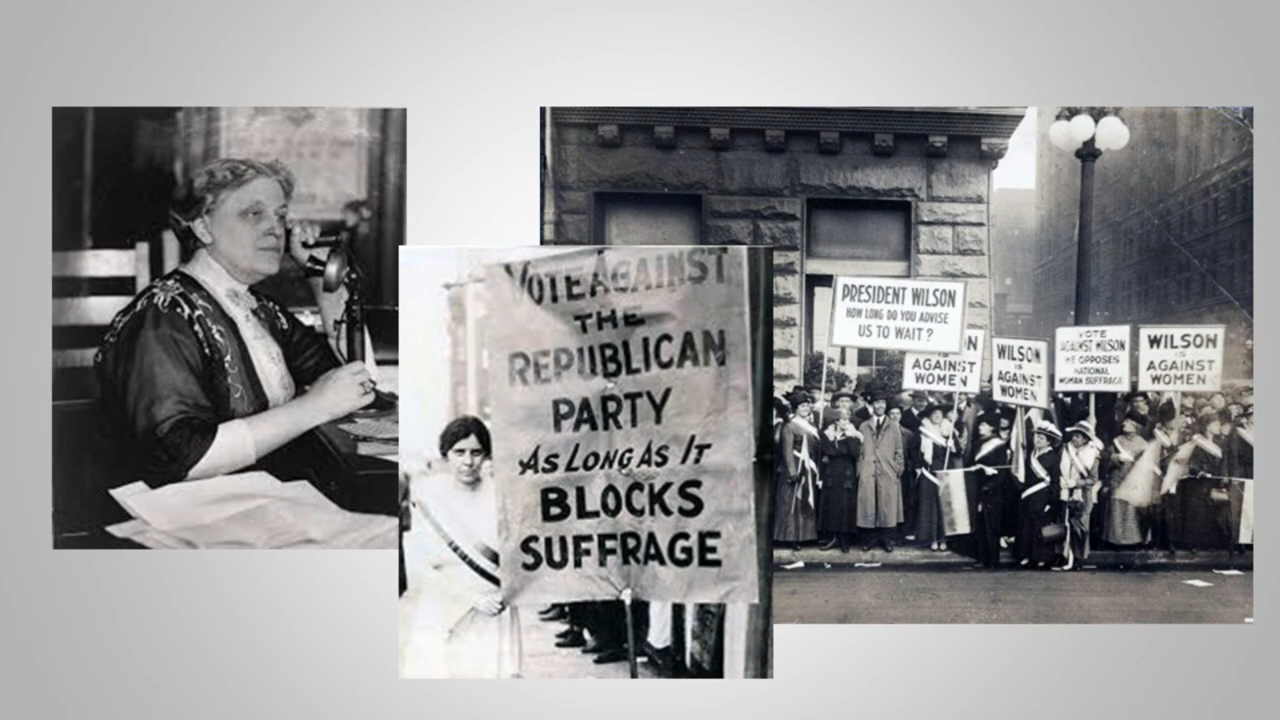 VOTE AGAINST
THE
REPUBLICAN
PARTY
AS LONG AS IT
BLOCKS
SUFFRAGE
PRESIDENT WILSON
HOW LONG DO YOU ADVISE
US TO WAIT?
AGAINST
WOMEN
WILSON
IS
AGAINST
WOMEN
VOTE
AGAINST WILSON
HE OPPOSES
NATIONAL
WOMAN SUFFRAGE
WILSON
IS
AGAINST
WOMEN